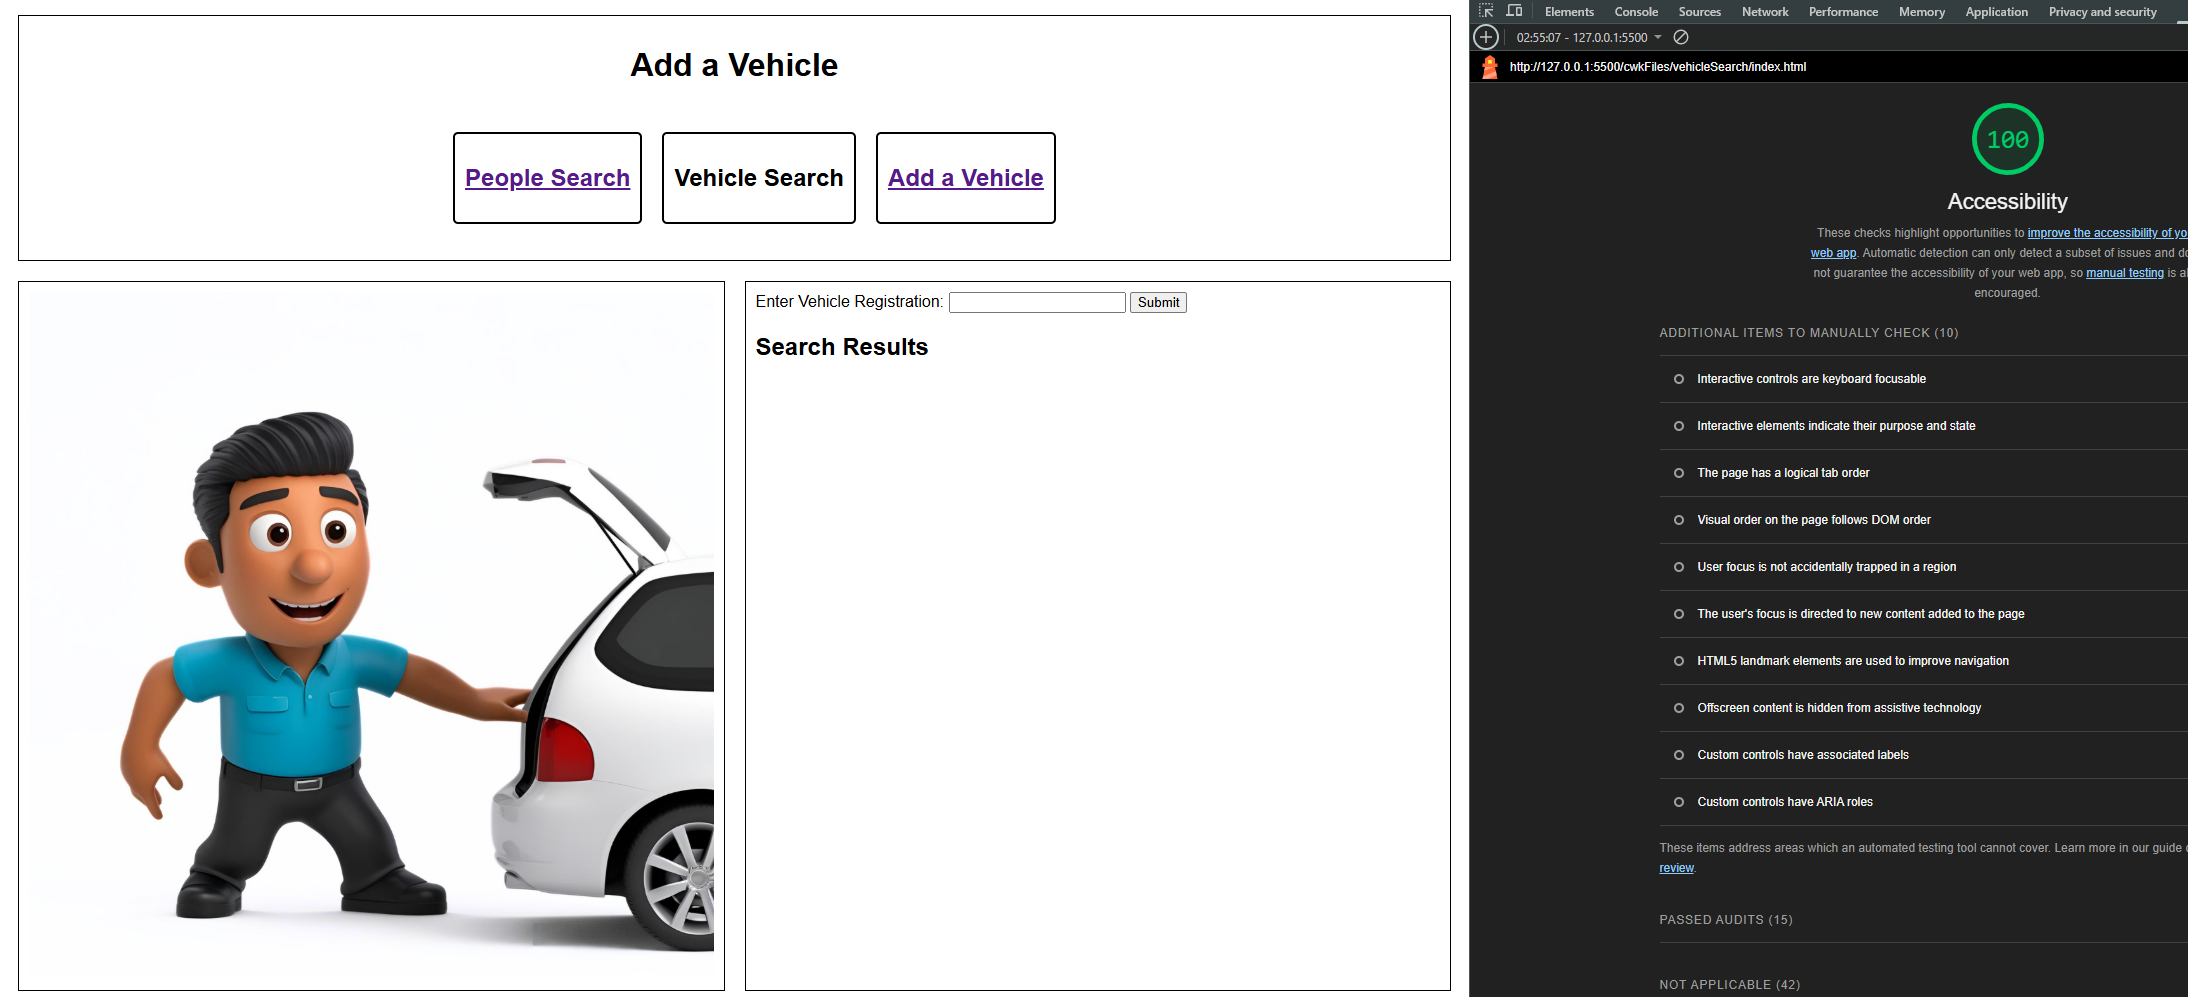 Add a Vehicle
People Search
Vehicle Search
Add a Vehicle
Enter Vehicle Registration:
Submit
Search Results
Elements
Console
Sources
Network
Performance
Memory
Application
Privacy and security
02:55:07 - 127.0.0.1:5500
http://127.0.0.1:5500/cwkFiles/vehicleSearch/index.html
100
Accessibility
These checks highlight opportunities to improve the accessibility of yo
web app. Automatic detection can only detect a subset of issues and do
not guarantee the accessibility of your web app, so manual testing is al
encouraged.
ADDITIONAL ITEMS TO MANUALLY CHECK (10)
Interactive controls are keyboard focusable
Interactive elements indicate their purpose and state
The page has a logical tab order
Visual order on the page follows DOM order
User focus is not accidentally trapped in a region
The user's focus is directed to new content added to the page
HTML5 landmark elements are used to improve navigation
Offscreen content is hidden from assistive technology
Custom controls have associated labels
Custom controls have ARIA roles
These items address areas which an automated testing tool cannot cover. Learn more in our guide
review.
PASSED AUDITS (15)
NOT APPLICABLE (42)